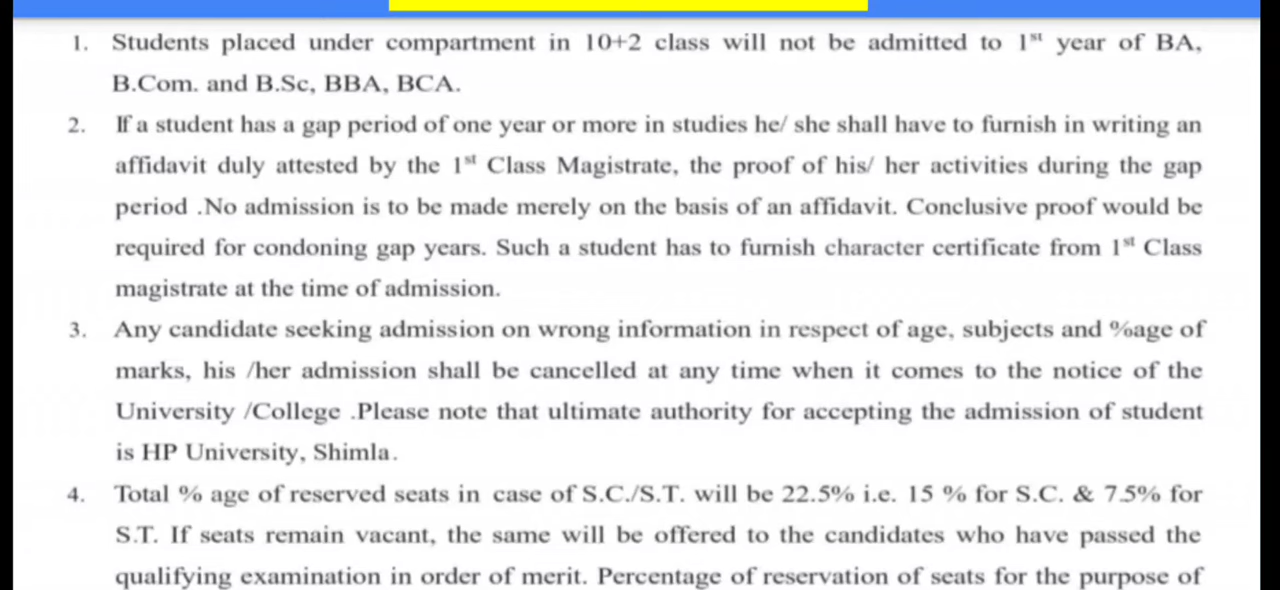 1. Students placed under compartment in 10+2 class will not be admitted to 1st year of BA,
B.Com. and B.Sc, BBA, BCA.
2. If a student has a gap period of one year or more in studies he/ she shall have to furnish in writing an
affidavit duly attested by the 1st Class Magistrate, the proof of his/ her activities during the gap
period .No admission is to be made merely on the basis of an affidavit. Conclusive proof would be
required for condoning gap years. Such a student has to furnish character certificate from 1st Class
magistrate at the time of admission.
3. Any candidate seeking admission on wrong information in respect of age, subjects and %age of
marks, his /her admission shall be cancelled at any time when it comes to the notice of the
University /College .Please note that ultimate authority for accepting the admission of student
is HP University, Shimla.
4. Total % age of reserved seats in case of S.C./S.T. will be 22.5% i.e. 15 % for S.C. & 7.5% for
S.T. If seats remain vacant, the same will be offered to the candidates who have passed the
qualifying examination in order of merit. Percentage of reservation of seats for the purpose of